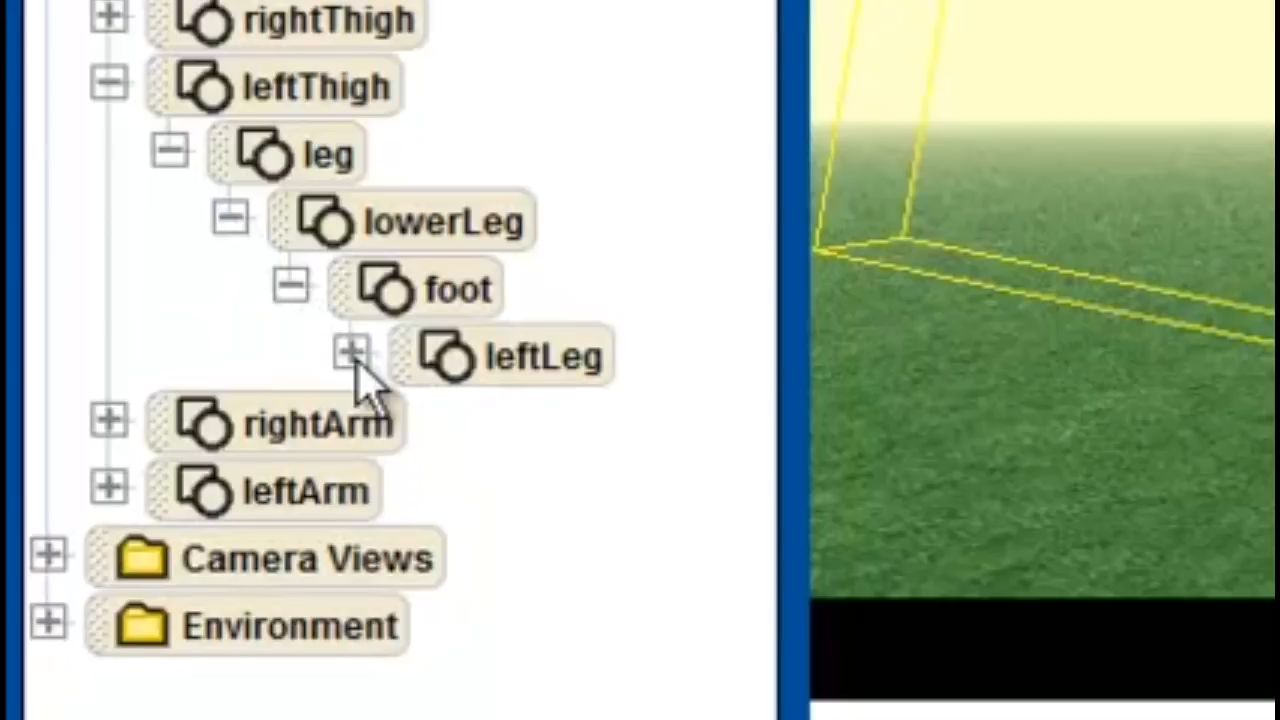 rightThigh
leftThigh
leg
lowerLeg
foot
leftLeg
rightArm
leftArm
Camera Views
Environment